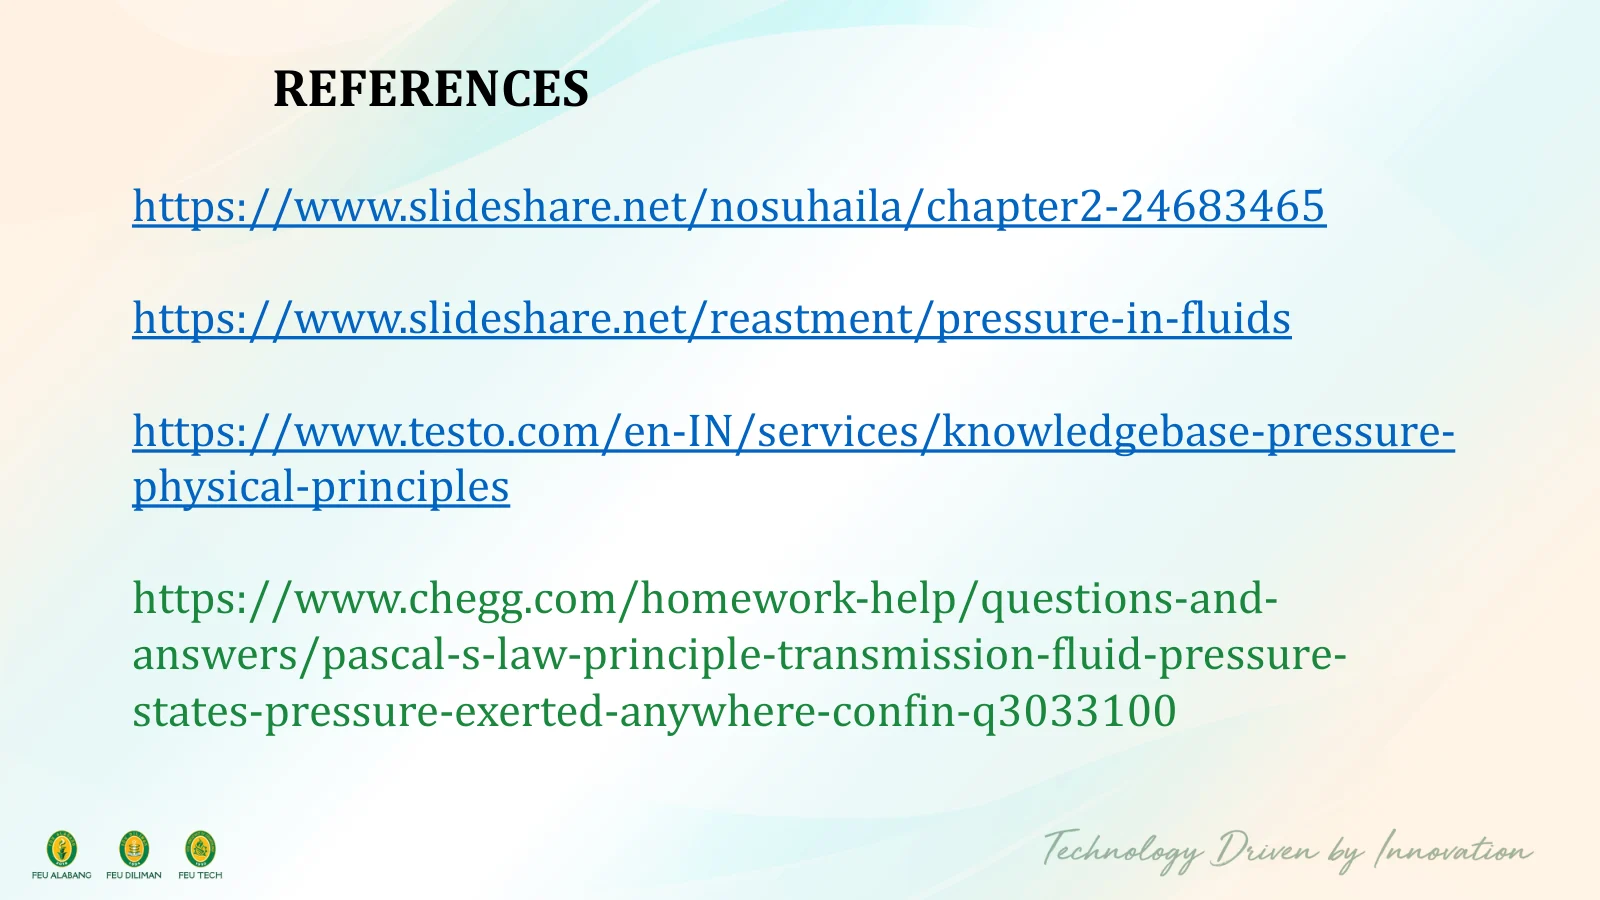 REFERENCES
https://www.slideshare.net/nosuhaila/chapter2-24683465
https://www.slideshare.net/reastment/pressure-in-fluids
https://www.testo.com/en-IN/services/knowledgebase-pressure-
physical-principles
https://www.chegg.com/homework-help/questions-and-
answers/pascal-s-law-principle-transmission-fluid-pressure-
states-pressure-exerted-anywhere-confin-q3033100
FEU ALABANG FEU DILIMAN FEU TECH
Technology Driven by Innovation